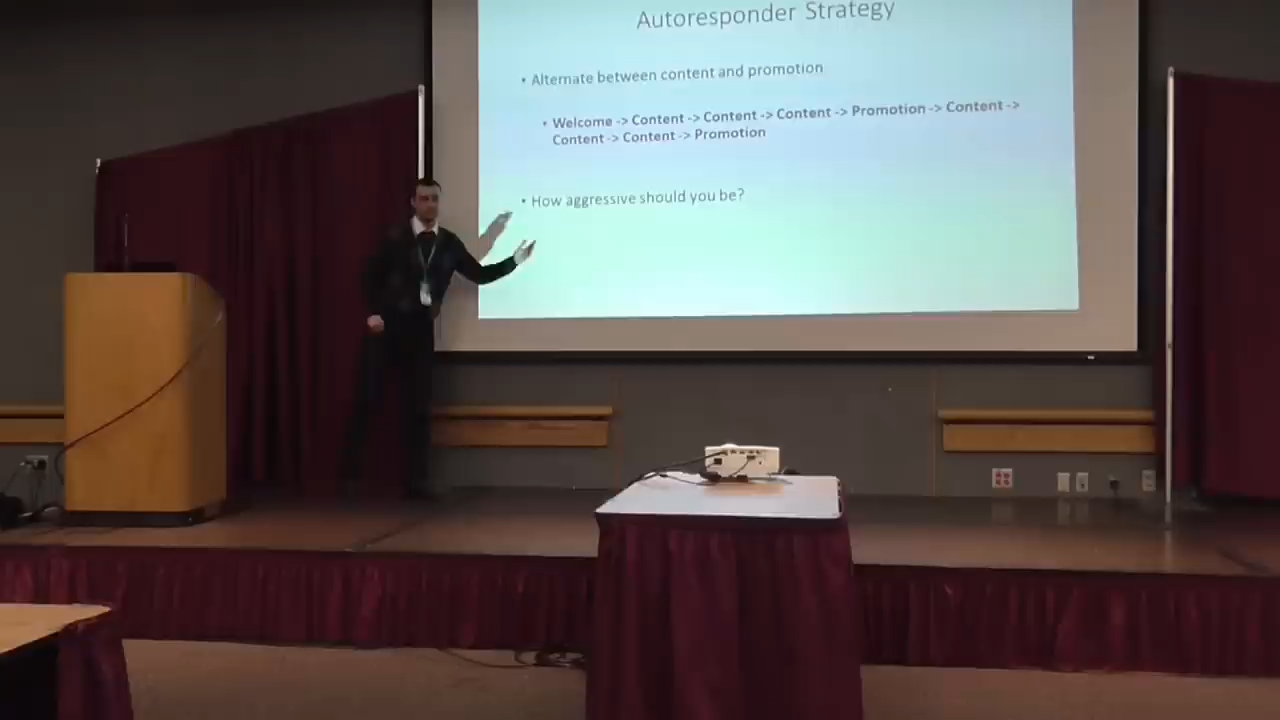 Autoresponder Strategy
• Alternate between content and promotion
• Welcome -> Content -> Content -> Content -> Promotion -> Content ->
Content -> Content -> Promotion
• How aggressive should you be?